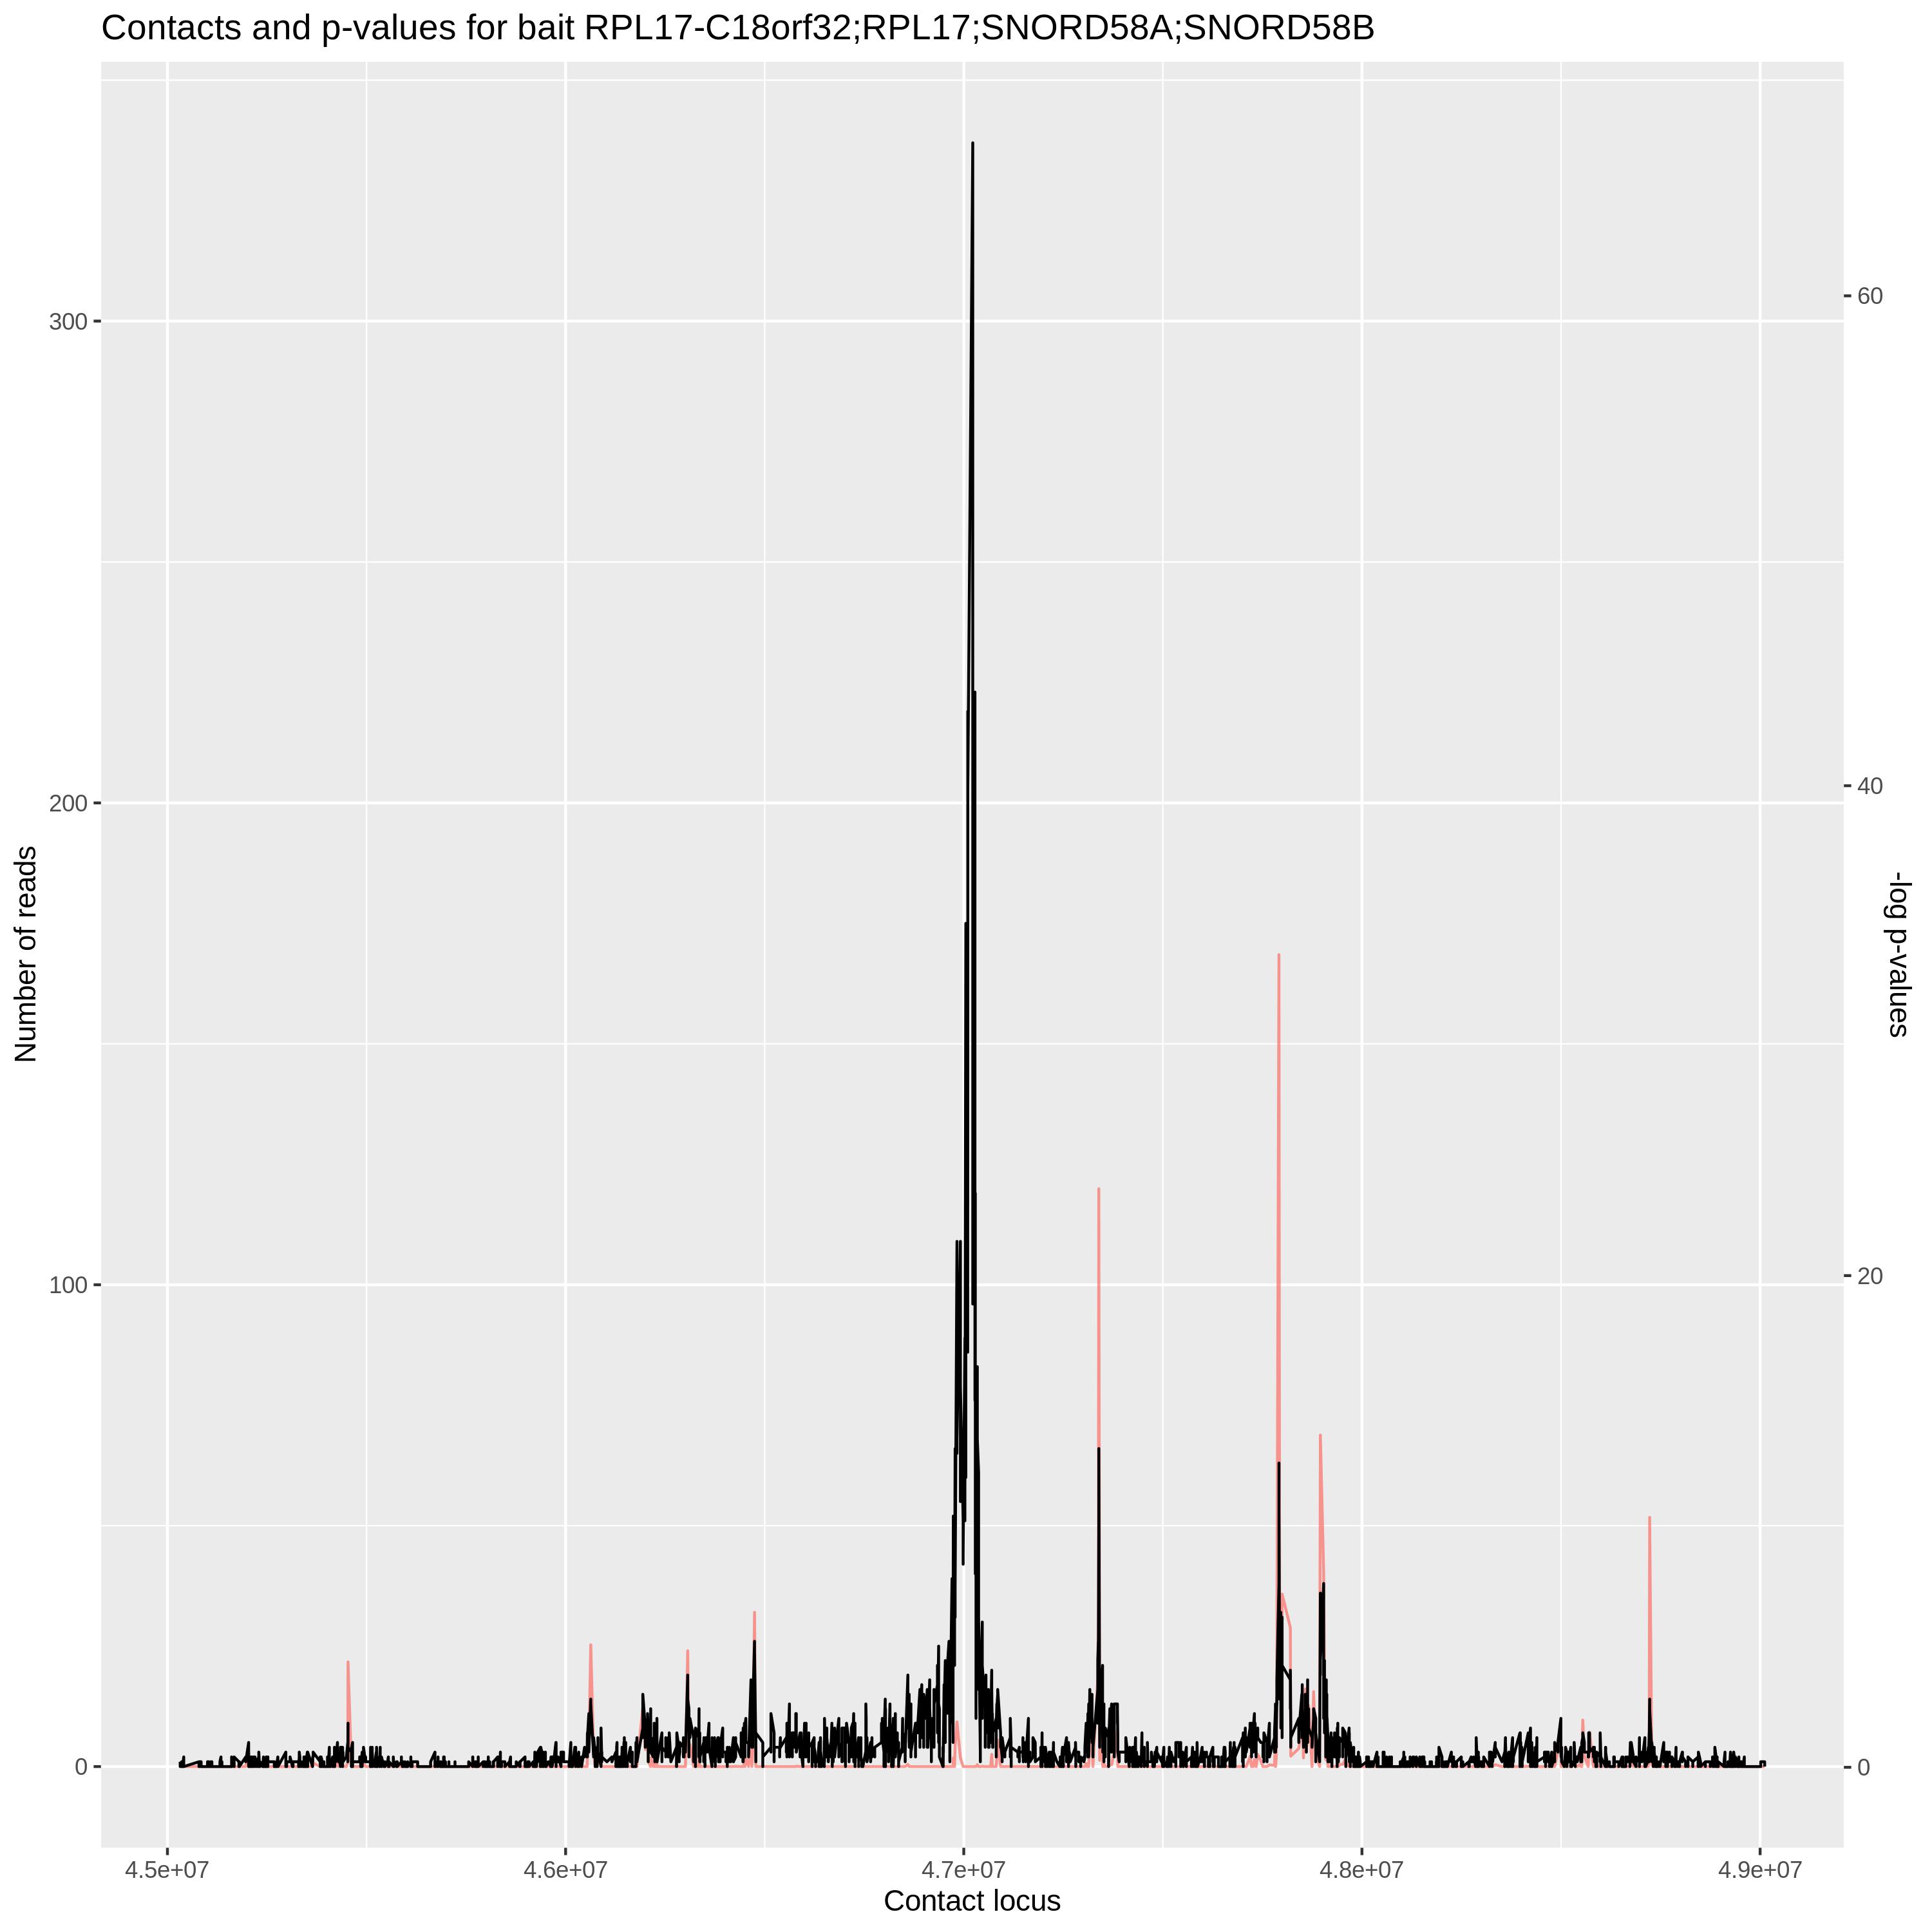 Contacts and p-values for bait RPL17-C18orf32;RPL17;SNORD58A;SNORD58B
300
200
100
0
Number of reads
60
40
20
0
-log p-values
4.5e+07
4.6e+07
4.7e+07
4.8e+07
4.9e+07
Contact locus